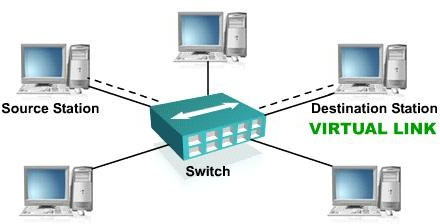 Source Station
Destination Station
VIRTUAL LINK
Switch